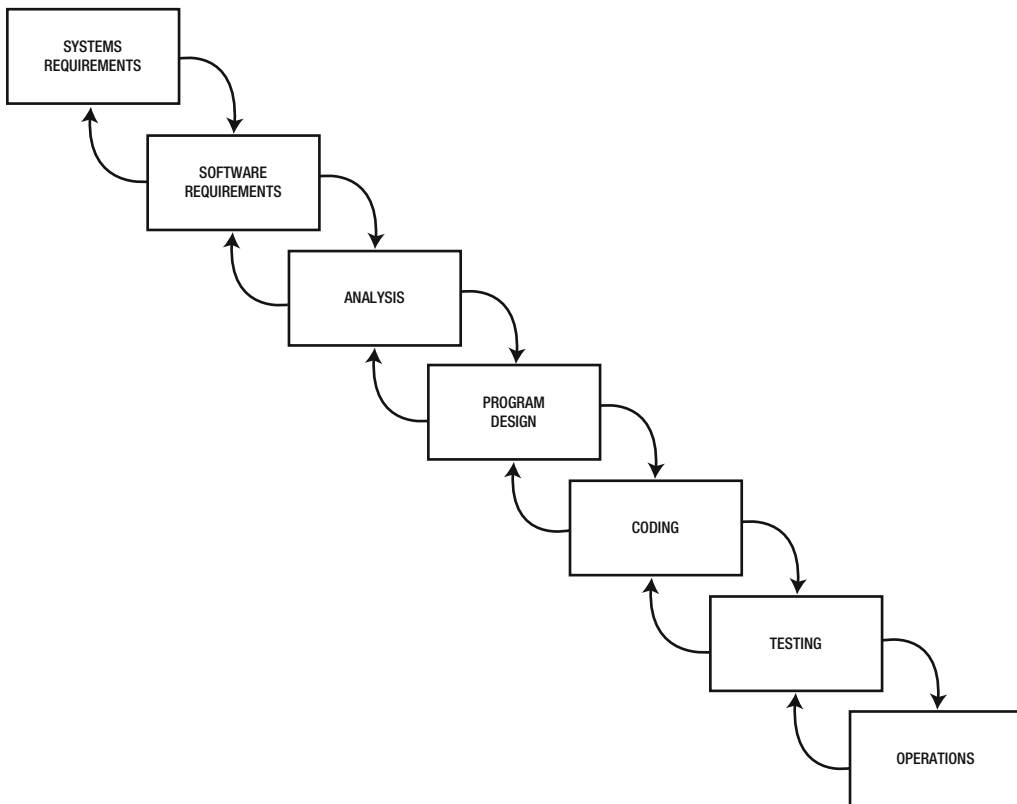 SYSTEMS
REQUIREMENTS
SOFTWARE
REQUIREMENTS
ANALYSIS
PROGRAM
DESIGN
CODING
TESTING
OPERATIONS